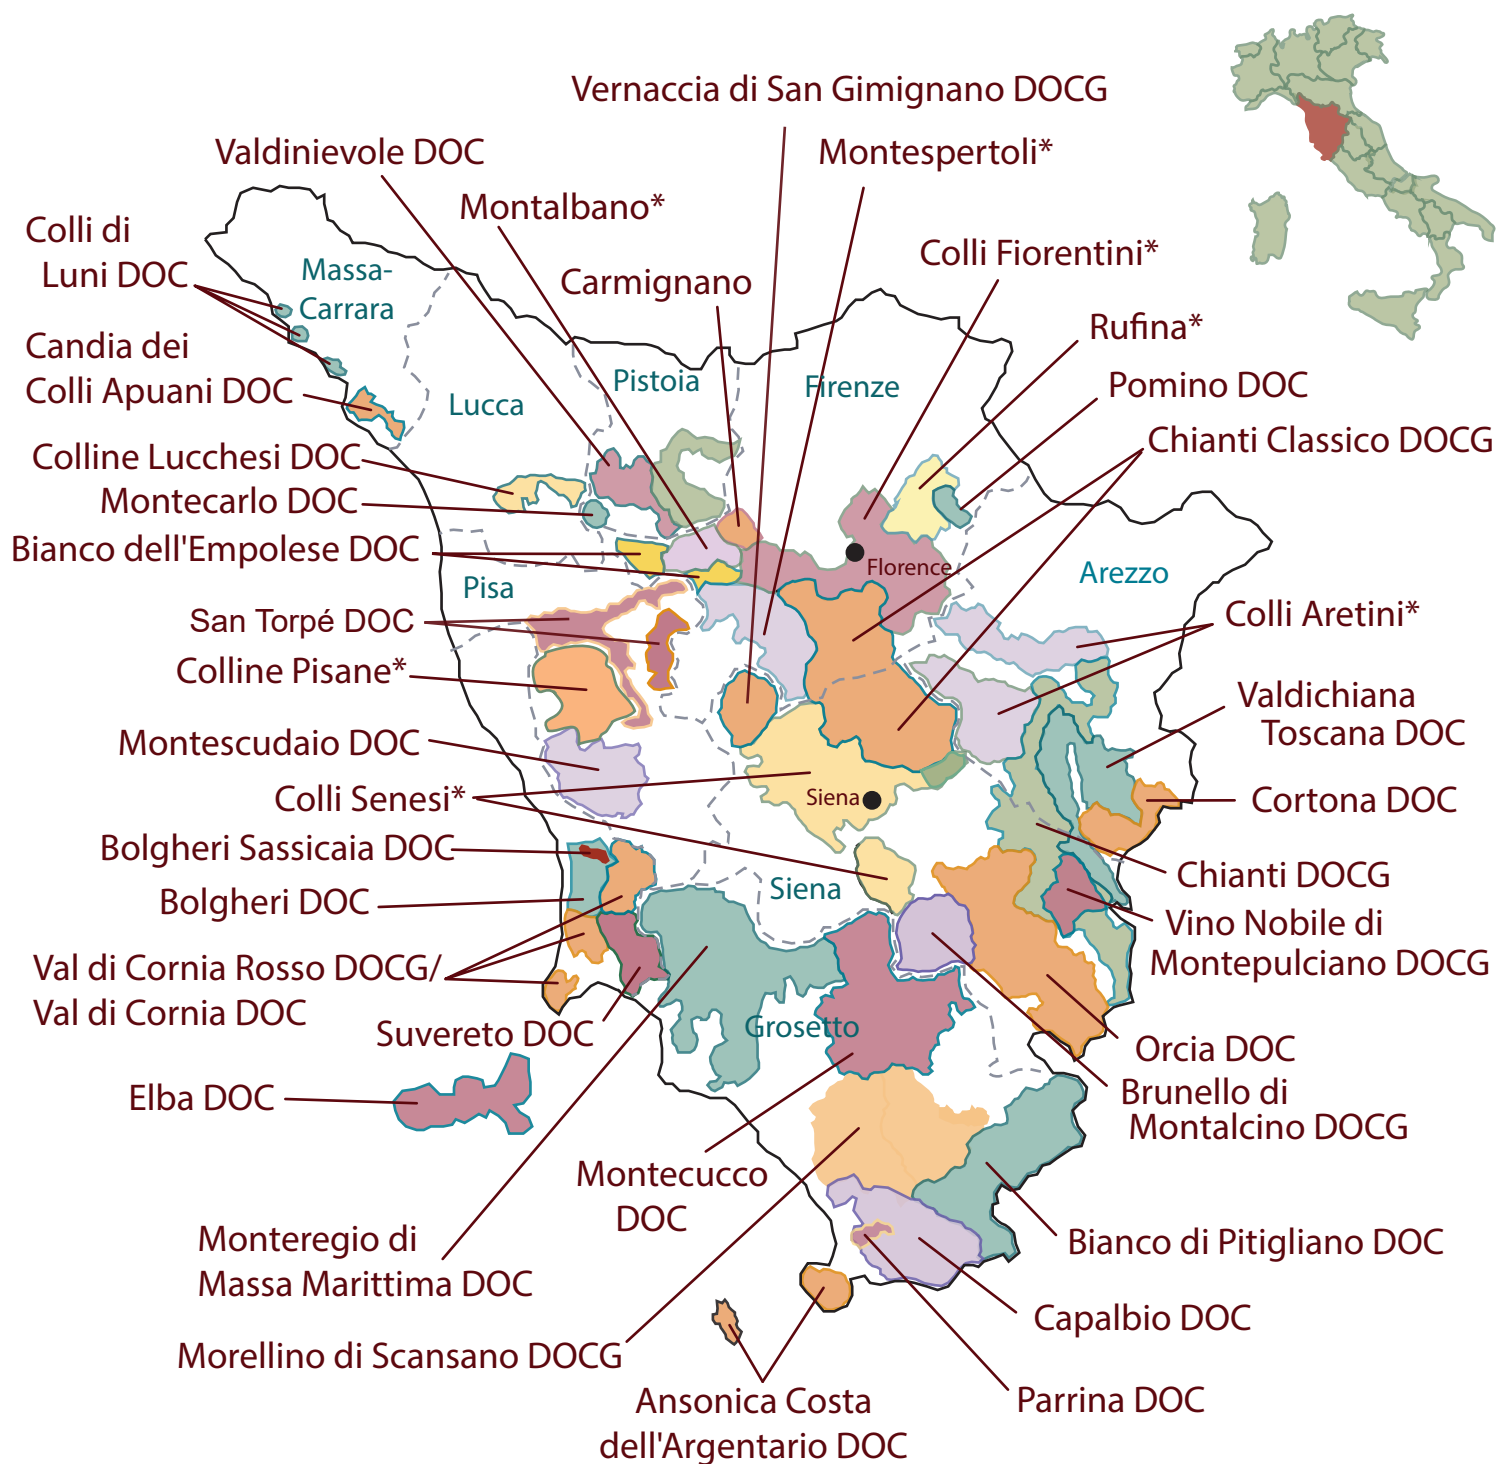 Vernaccia di San Gimignano DOCG
Valdinievole DOC
Montespertoli*
Montalbano*
Colli di
Luni DOC
Colli Fiorentini*
Massa-
Carrara
Carmignano
Rufina*
Candia dei
Colli Apuani DOC
Pistoia
Firenze
Pomino DOC
Lucca
Chianti Classico DOCG
Colline Lucchesi DOC
Montecarlo DOC
Bianco dell'Empolese DOC
Florence
Arezzo
Pisa
San Torpé DOC
Colli Aretini*
Colline Pisane*
Valdichiana
Toscana DOC
Montescudaio DOC
Colli Senesi*
Siena
Cortona DOC
Bolgheri Sassicaia DOC
Chianti DOCG
Siena
Bolgheri DOC
Vino Nobile di
Montepulciano DOCG
Val di Cornia Rosso DOCG/
Val di Cornia DOC
Suvereto DOC
Grosetto
Orcia DOC
Elba DOC
Brunello di
Montalcino DOCG
Montecucco
DOC
Monteregio di
Massa Marittima DOC
Bianco di Pitigliano DOC
Capalbio DOC
Morellino di Scansano DOCG
Ansonica Costa
dell'Argentario DOC
Parrina DOC